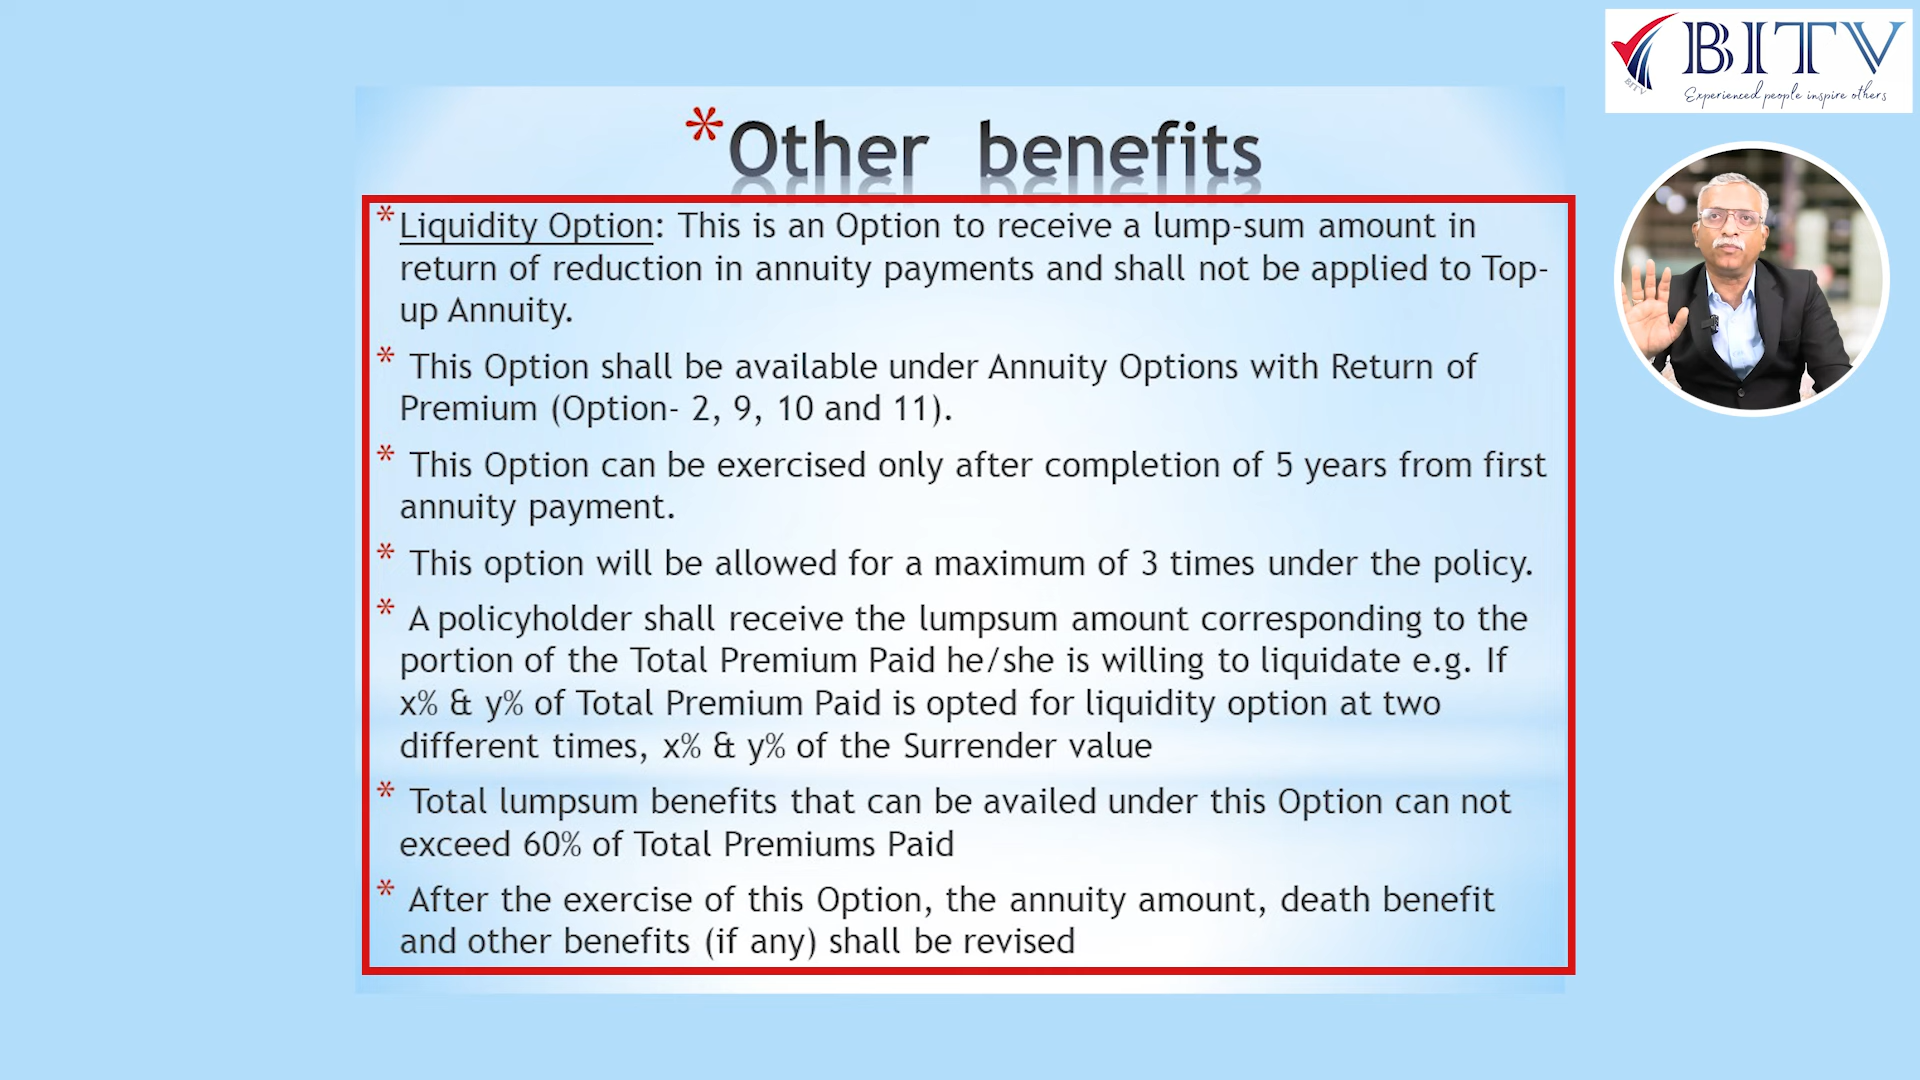 BITV
Experienced people inspire others
BITV
*Other benefits
*Liquidity Option: This is an Option to receive a lump-sum amount in
return of reduction in annuity payments and shall not be applied to Top-
up Annuity.
* This Option shall be available under Annuity Options with Return of
Premium (Option- 2, 9, 10 and 11).
* This Option can be exercised only after completion of 5 years from first
annuity payment.
* This option will be allowed for a maximum of 3 times under the policy.
* A policyholder shall receive the lumpsum amount corresponding to the
portion of the Total Premium Paid he/she is willing to liquidate e.g. If
x% & y% of Total Premium Paid is opted for liquidity option at two
different times, x% & y% of the Surrender value
* Total lumpsum benefits that can be availed under this Option can not
exceed 60% of Total Premiums Paid
* After the exercise of this Option, the annuity amount, death benefit
and other benefits (if any) shall be revised